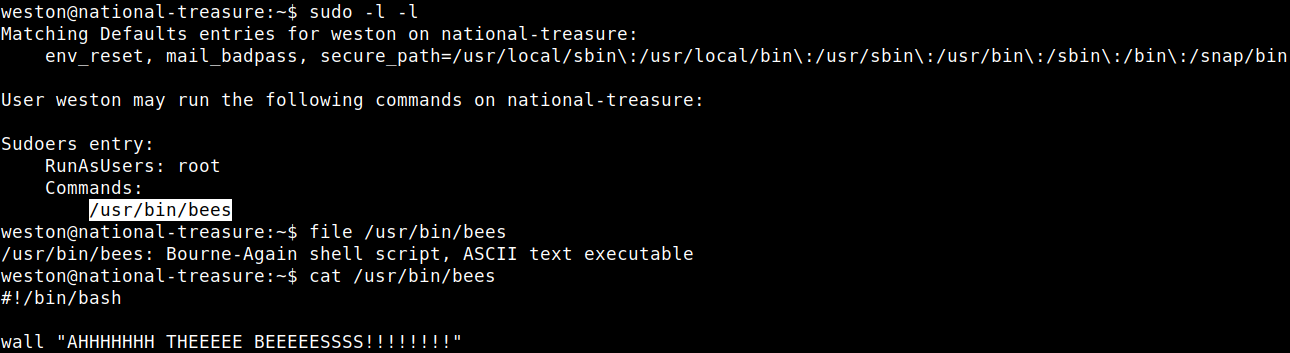 weston@national-treasure:~$ sudo -l -l
Matching Defaults entries for weston on national-treasure:
    env_reset, mail_badpass, secure_path=/usr/local/sbin\:/usr/local/bin\:/usr/sbin\:/usr/bin\:/sbin\:/bin\:/snap/bin

User weston may run the following commands on national-treasure:

Sudoers entry:
    RunAsUsers: root
    Commands:
        /usr/bin/bees
weston@national-treasure:~$ file /usr/bin/bees
/usr/bin/bees: Bourne-Again shell script, ASCII text executable
weston@national-treasure:~$ cat /usr/bin/bees
#!/bin/bash

wall "AHHHHHHH THEEEEE BEEEEESSSS!!!!!!!!"